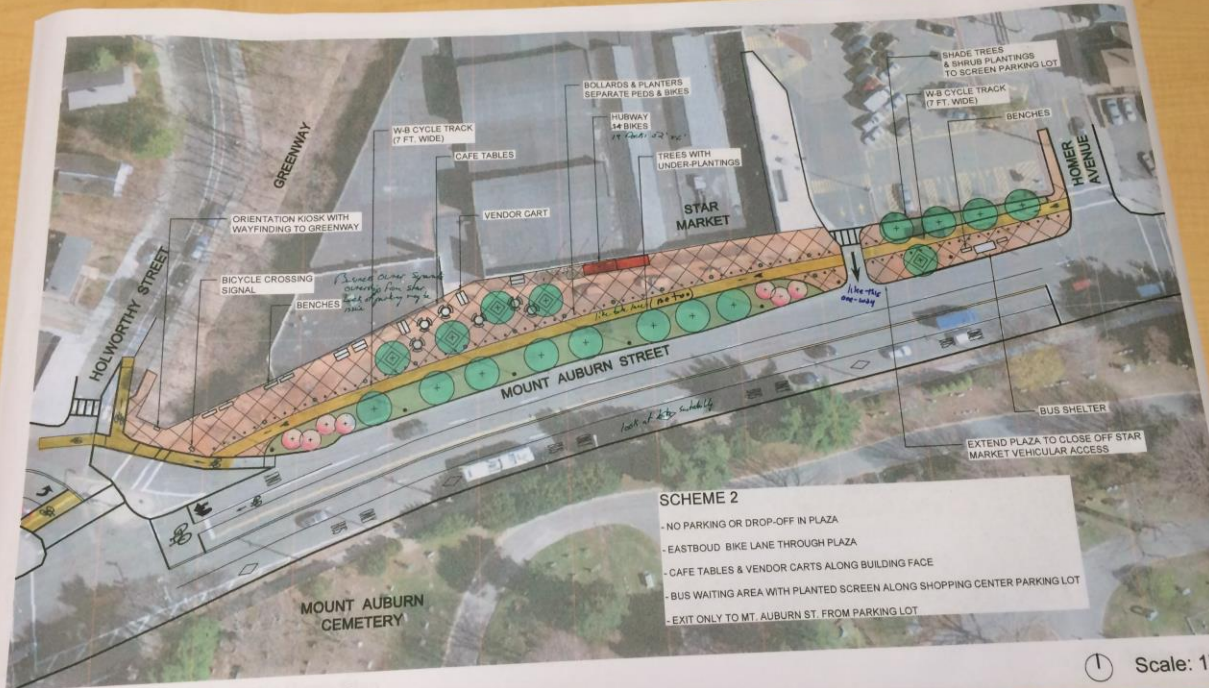 SHADE TREES
& SHRUB PLANTINGS
TO SCREEN PARKING LOT
BOLLARDS & PLANTERS
SEPARATE PEDS & BIKES
W-B CYCLE TRACK
(7 FT. WIDE)
HUBWAY
BIKES
BENCHES
W-B CYCLE TRACK
(7 FT. WIDE)
CAFE TABLES
TREES WITH
UNDER-PLANTINGS
GREENWAY
HOMER
AVENUE
ORIENTATION KIOSK WITH
WAYFINDING TO GREENWAY
VENDOR CART
STAR
MARKET
HOLWORTHY STREET
BICYCLE CROSSING
SIGNAL
BENCHES
like this
one-way
MOUNT AUBURN STREET
BUS SHELTER
look at
EXTEND PLAZA TO CLOSE OFF STAR
MARKET VEHICULAR ACCESS
SCHEME 2
- NO PARKING OR DROP-OFF IN PLAZA
- EASTBOUD BIKE LANE THROUGH PLAZA
- CAFE TABLES & VENDOR CARTS ALONG BUILDING FACE
- BUS WAITING AREA WITH PLANTED SCREEN ALONG SHOPPING CENTER PARKING LOT
- EXIT ONLY TO MT. AUBURN ST. FROM PARKING LOT
MOUNT AUBURN
CEMETERY
Scale: 1